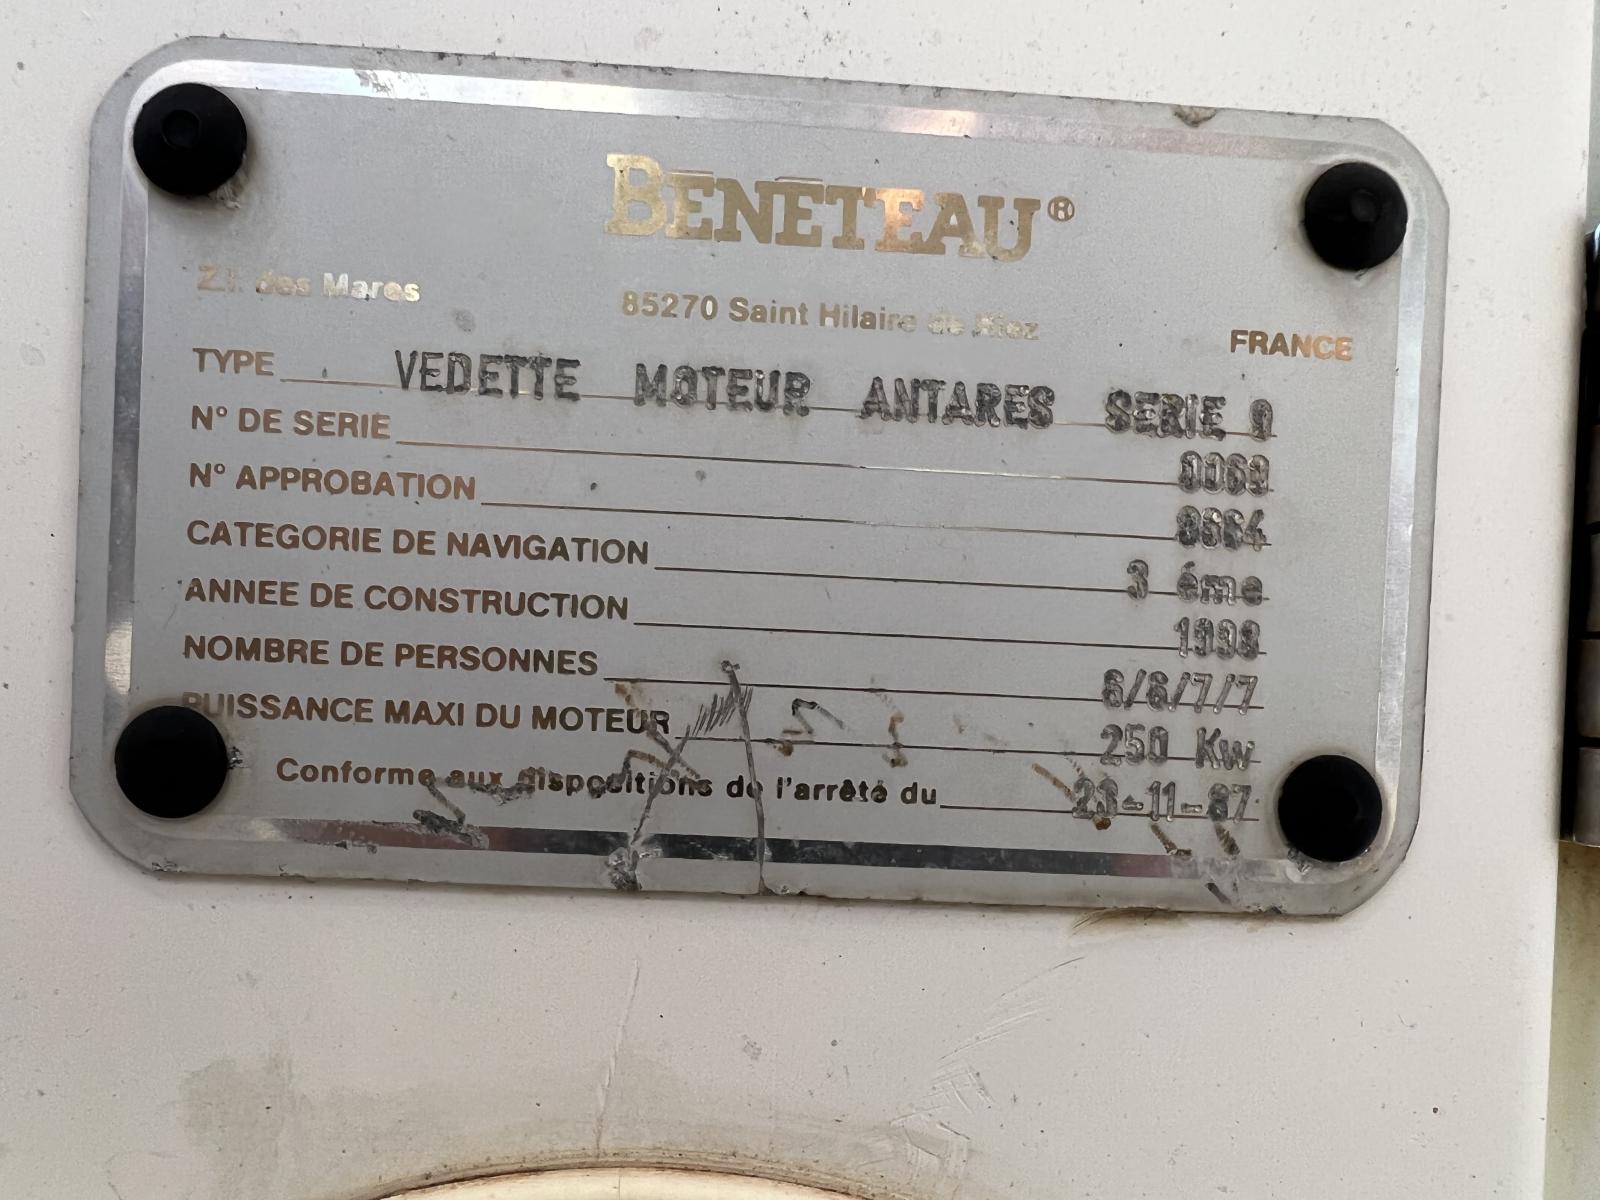 BENETEAU®
Z.I. des Mares 85270 Saint Hilaire de Riez FRANCE
TYPE VEDETTE MOTEUR ANTARES SERIE 9
N° DE SERIE 0069
N° APPROBATION
CATEGORIE DE NAVIGATION 3 éme
ANNEE DE CONSTRUCTION 1998
NOMBRE DE PERSONNES 6/6/7/7
PUISSANCE MAXI DU MOTEUR 250 Kw
Conforme aux dispositions de l'arrêté du 23-11-87